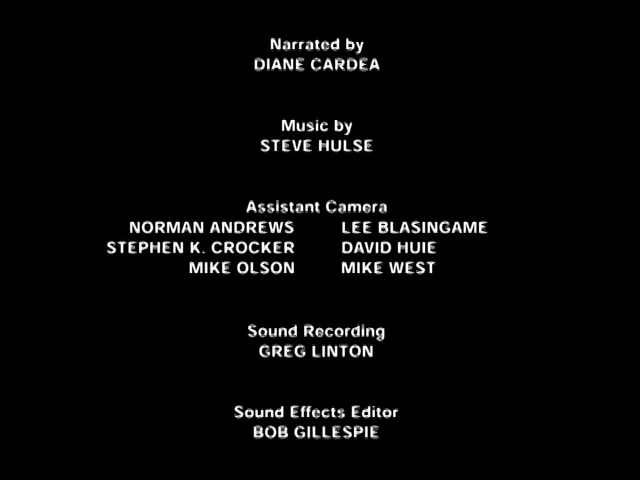 Narrated by
DIANE CARDEA
Music by
STEVE HULSE
Assistant Camera
NORMAN ANDREWS LEE BLASINGAME
STEPHEN K. CROCKER DAVID HUIE
MIKE OLSON MIKE WEST
Sound Recording
GREG LINTON
Sound Effects Editor
BOB GILLESPIE